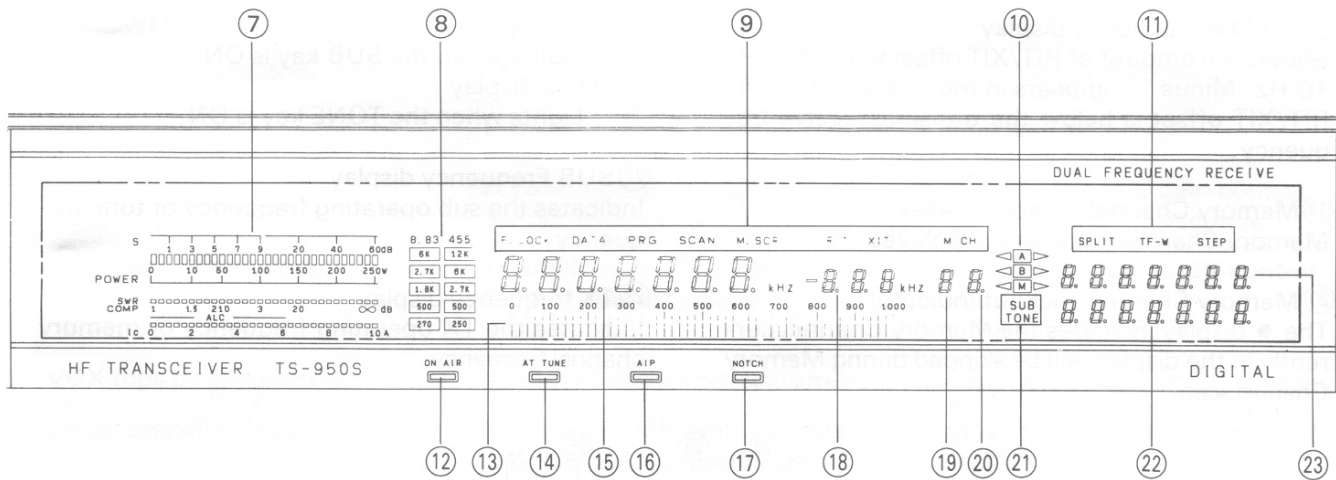 ⑦ ⑧ ⑨ ⑩ ⑪
DUAL FREQUENCY RECEIVE
S 1 3 5 7 9 20 40 60dB
8.83 455
F.LOCK DATA PRG SCAN M.SCR RIT XIT M.CH
A
SPLIT TF-W STEP
6K 12K
B
2.7K 6K
M
POWER 0 10 50 100 150 200 250W
1.8K 2.7K
kHz - kHz
SWR 1 1.5 2 3 ∞
COMP 0 10 20 dB
500 500
SUB
TONE
0 100 200 300 400 500 600 700 800 900 1000
ALC
270 250
Ic 0 2 4 6 8 10A
HF TRANSCEIVER TS-950S
ON AIR AT TUNE AIP NOTCH
DIGITAL
⑫ ⑬ ⑭ ⑮ ⑯ ⑰ ⑱ ⑲ ⑳ ㉑ ㉒ ㉓